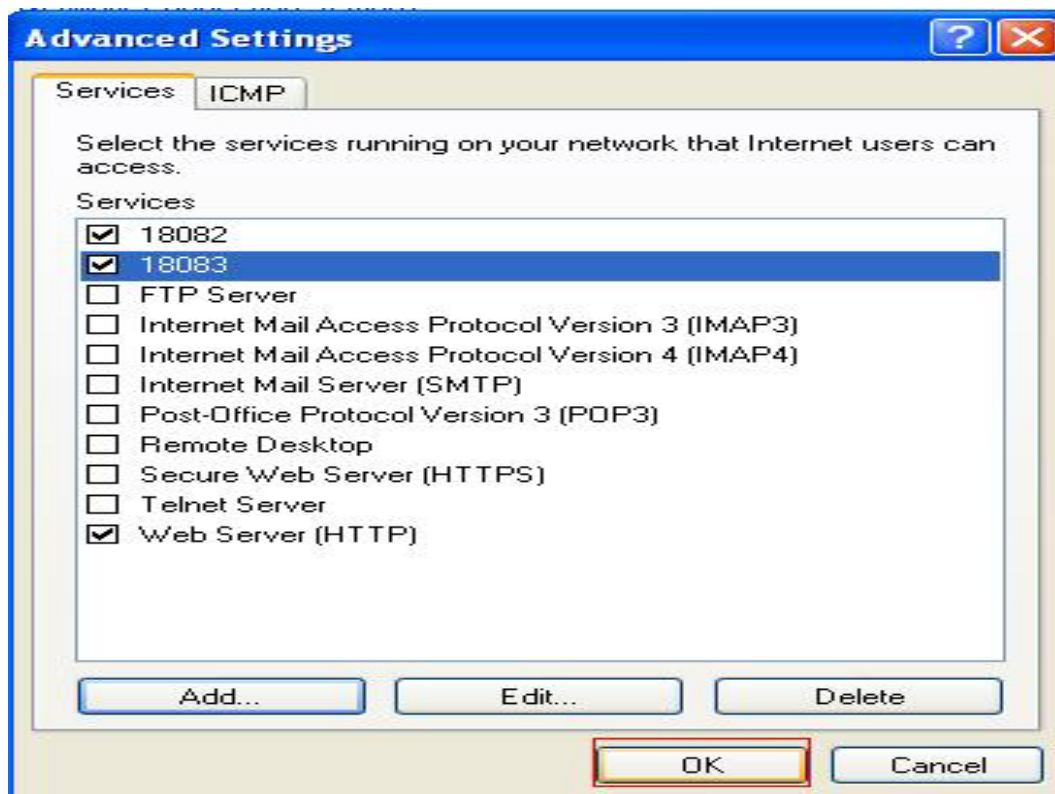 Advanced Settings
Services ICMP
Select the services running on your network that Internet users can
access.
Services
18082
18083
FTP Server
Internet Mail Access Protocol Version 3 (IMAP3)
Internet Mail Access Protocol Version 4 (IMAP4)
Internet Mail Server (SMTP)
Post-Office Protocol Version 3 (POP3)
Remote Desktop
Secure Web Server (HTTPS)
Telnet Server
Web Server (HTTP)
Add... Edit... Delete
OK Cancel